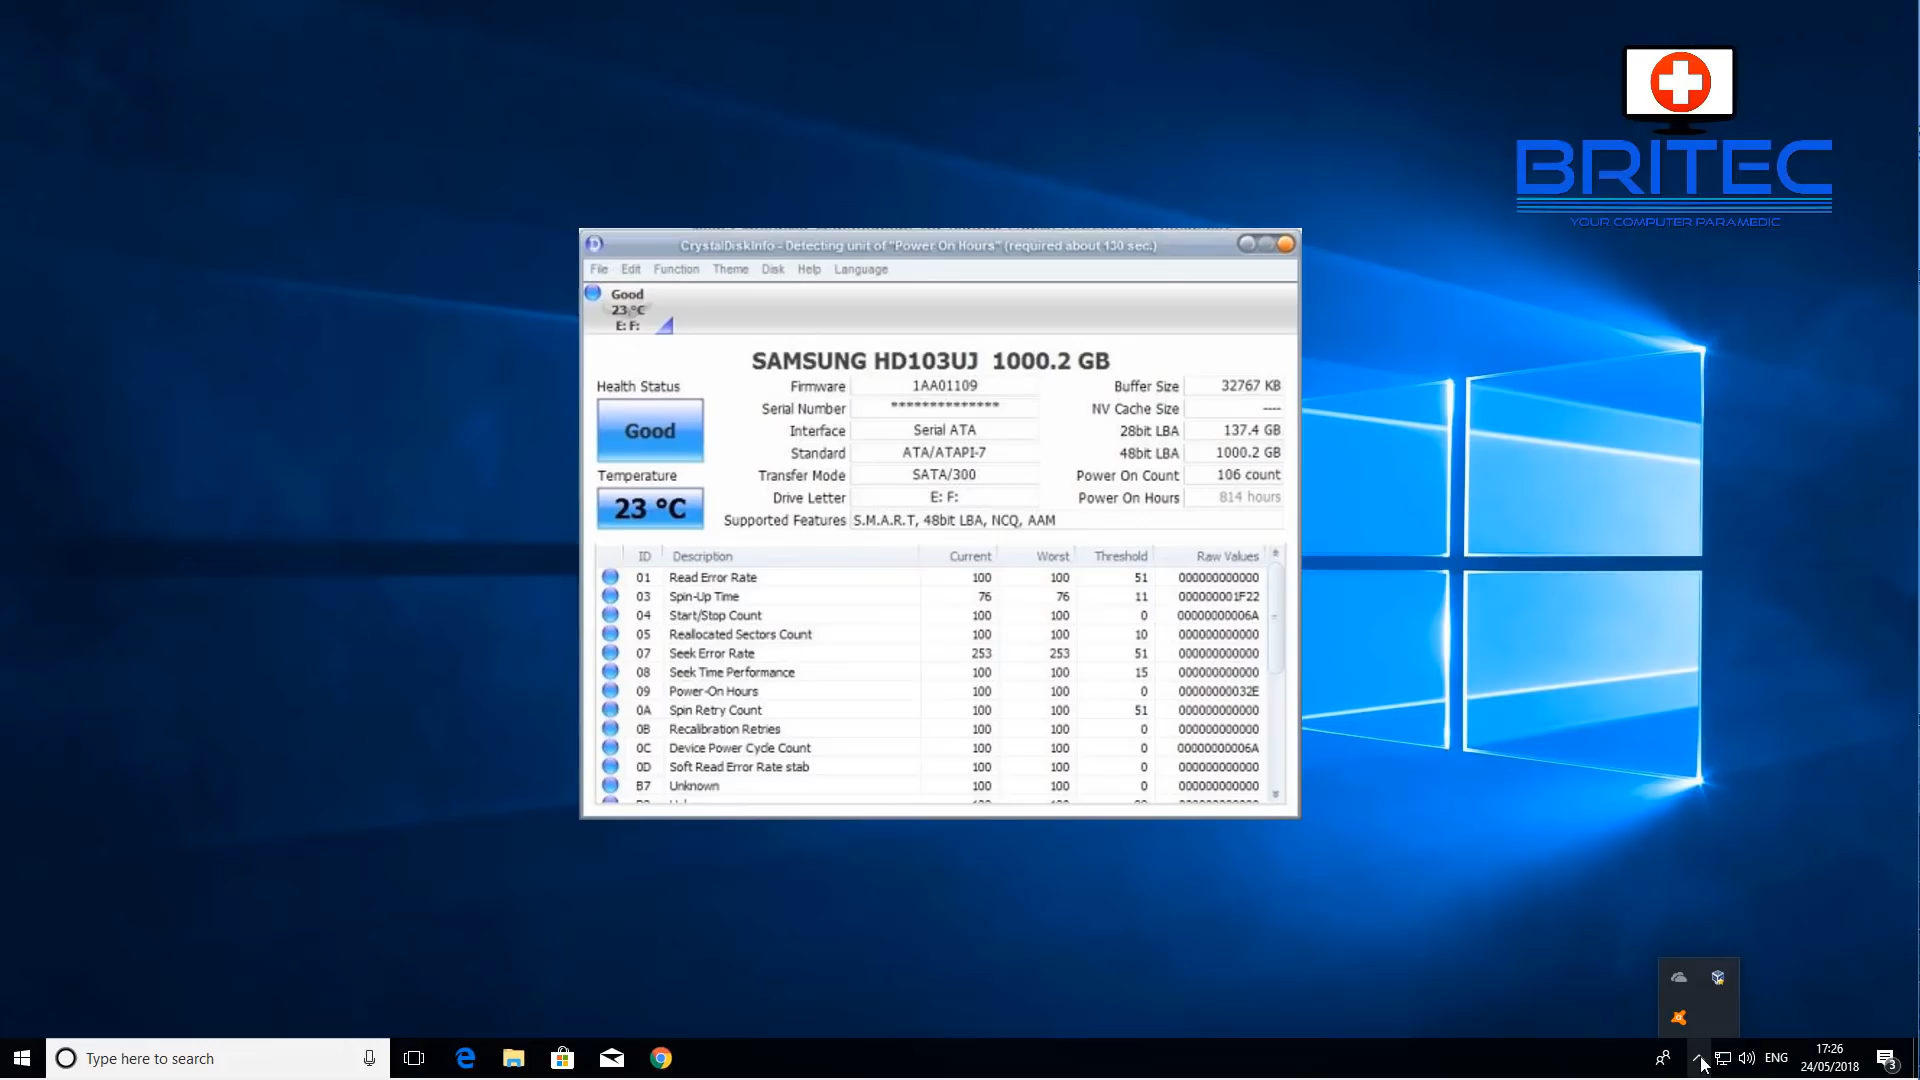 BRITEC
YOUR COMPUTER PARAMEDIC
CrystalDiskInfo - Detecting unit of "Power On Hours" (required about 130 sec.)
File Edit Function Theme Disk Help Language
Good
23 °C
E: F:
SAMSUNG HD103UJ 1000.2 GB
Health Status
Good
Temperature
23 °C
Firmware 1AA01109 Buffer Size 32767 KB
Serial Number ************** NV Cache Size ----
Interface Serial ATA 28bit LBA 137.4 GB
Standard ATA/ATAPI-7 48bit LBA 1000.2 GB
Transfer Mode SATA/300 Power On Count 106 count
Drive Letter E: F: Power On Hours 814 hours
Supported Features S.M.A.R.T, 48bit LBA, NCQ, AAM
ID Description Current Worst Threshold Raw Values
01 Read Error Rate 100 100 51 000000000000
03 Spin-Up Time 76 76 11 000000001F22
04 Start/Stop Count 100 100 0 00000000006A
05 Reallocated Sectors Count 100 100 10 000000000000
07 Seek Error Rate 253 253 51 000000000000
08 Seek Time Performance 100 100 15 000000000000
09 Power-On Hours 100 100 0 00000000032E
0A Spin Retry Count 100 100 51 000000000000
0B Recalibration Retries 100 100 0 000000000000
0C Device Power Cycle Count 100 100 0 00000000006A
0D Soft Read Error Rate stab 100 100 0 000000000000
B7 Unknown 100 100 0 000000000000
Type here to search
ENG
17:26
24/05/2018
3